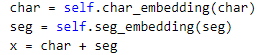 char = self.char_embedding(char)
seg = self.seg_embedding(seg)
x = char + seg